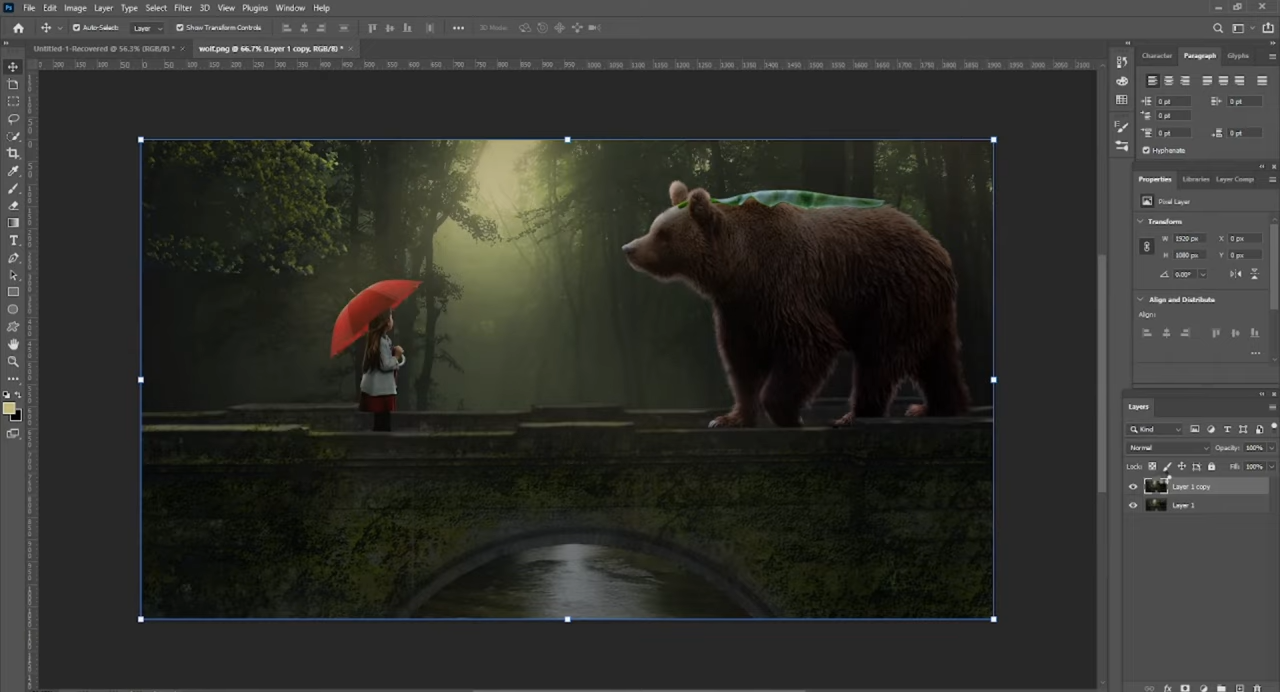 Ps File Edit Image Layer Type Select Filter 3D View Plugins Window Help
Auto-Select: Layer Show Transform Controls 3D Mode:
Untitled-1-Recovered @ 56.3% (RGB/8) * × wolf.png @ 66.7% (Layer 1 copy, RGB/8) * ×
Character Paragraph Glyphs
0 pt 0 pt
0 pt
0 pt 0 pt
Hyphenate
Properties Libraries Layer Comps
Pixel Layer
Transform
W 1920 px X 0 px
H 1080 px Y 0 px
0.00°
Align and Distribute
Align:
Layers
Kind
Normal Opacity: 100%
Lock: Fill: 100%
Layer 1 copy
Layer 1